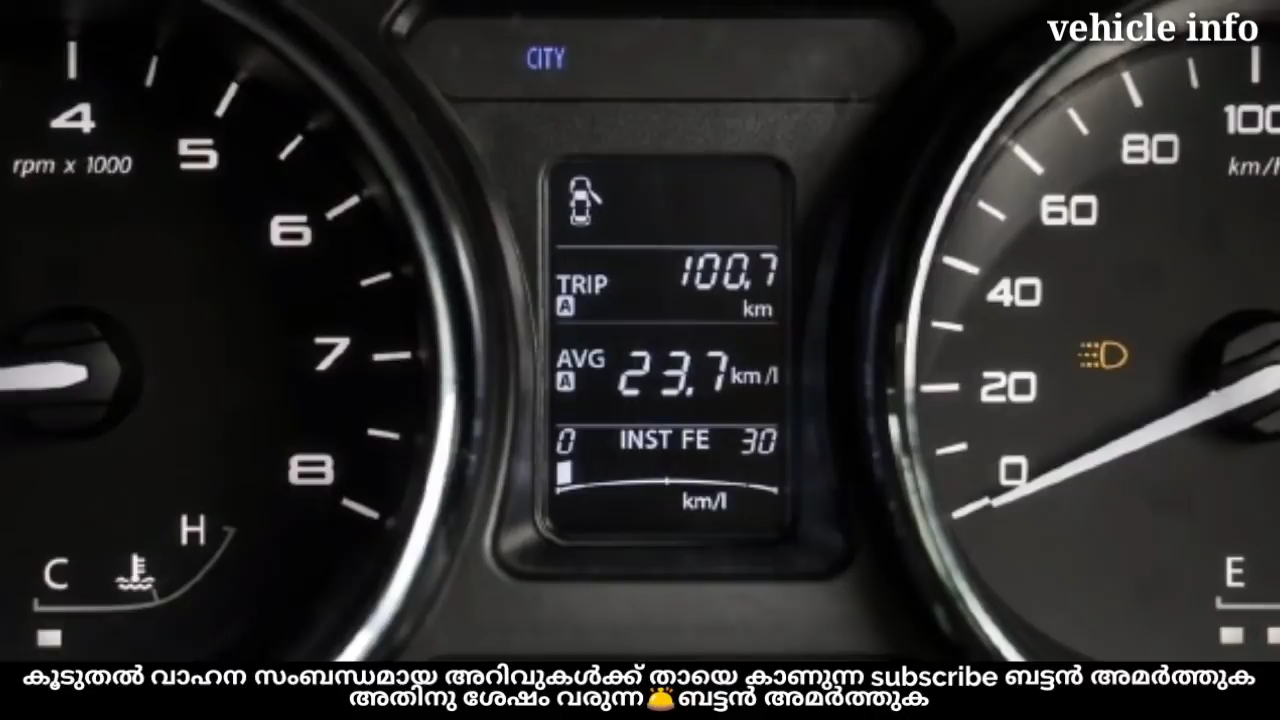 vehicle info
CITY
4
5
6
7
8
rpm x 1000
C
H
TRIP A 100.7 km
AVG A 23.7 km/l
0 INST FE 30
km/l
100
80
60
40
20
0
km/h
E
കൂടുതൽ വാഹന സംബന്ധമായ അറിവുകൾക്ക് തായെ കാണുന്ന subscribe ബട്ടൻ അമർത്തുക
അതിനു ശേഷം വരുന്ന🛎️ബട്ടൻ അമർത്തുക